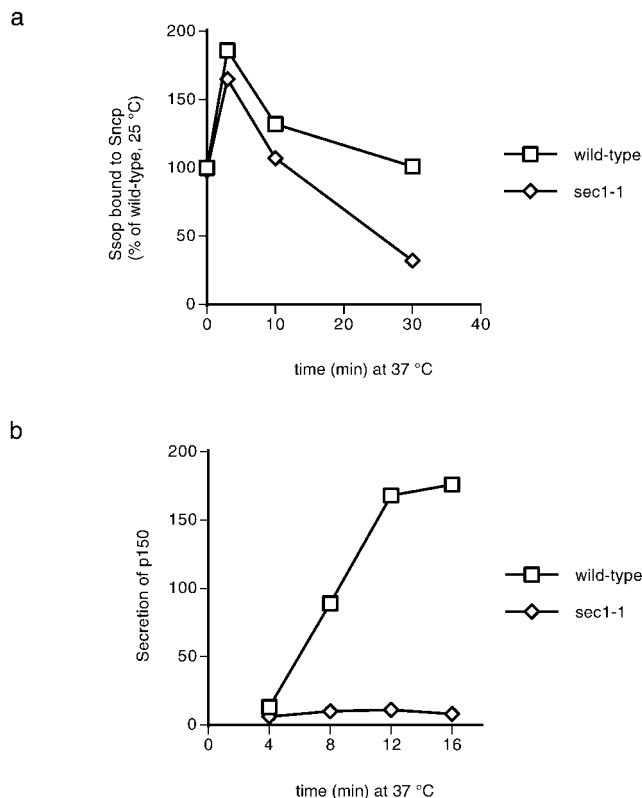 a
Ssop bound to Sncp
(% of wild-type, 25 °C)
200
150
100
50
0
0 10 20 30 40
time (min) at 37 °C
wild-type
sec1-1
b
Secretion of p150
200
150
100
50
0
0 4 8 12 16
time (min) at 37 °C
wild-type
sec1-1